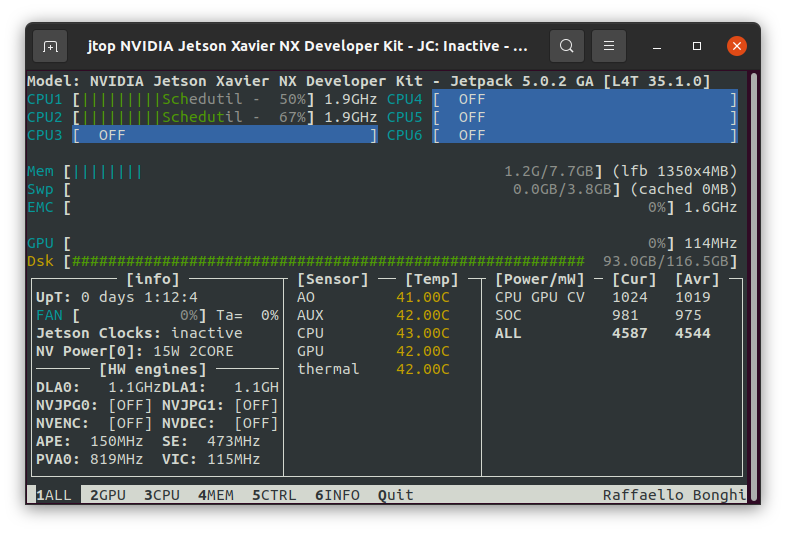 jtop NVIDIA Jetson Xavier NX Developer Kit - JC: Inactive - ...
Model: NVIDIA Jetson Xavier NX Developer Kit - Jetpack 5.0.2 GA [L4T 35.1.0]
CPU1 [|||||||||Schedutil - 50%] 1.9GHz CPU4 [ OFF ]
CPU2 [|||||||||Schedutil - 67%] 1.9GHz CPU5 [ OFF ]
CPU3 [ OFF ] CPU6 [ OFF ]
Mem [|||||||| 1.2G/7.7GB] (lfb 1350x4MB)
Swp [ 0.0GB/3.8GB] (cached 0MB)
EMC [ 0%] 1.6GHz
GPU [ 0%] 114MHz
Dsk [######################################################### 93.0GB/116.5GB]
[info] [Sensor] [Temp] [Power/mW] [Cur] [Avr]
UpT: 0 days 1:12:4 AO 41.00C CPU GPU CV 1024 1019
FAN [ 0%] Ta= 0% AUX 42.00C SOC 981 975
Jetson Clocks: inactive CPU 43.00C ALL 4587 4544
NV Power[0]: 15W 2CORE GPU 42.00C
[HW engines] thermal 42.00C
DLA0: 1.1GHzDLA1: 1.1GH
NVJPG0: [OFF] NVJPG1: [OFF]
NVENC: [OFF] NVDEC: [OFF]
APE: 150MHz SE: 473MHz
PVA0: 819MHz VIC: 115MHz
1ALL 2GPU 3CPU 4MEM 5CTRL 6INFO Quit Raffaello Bonghi